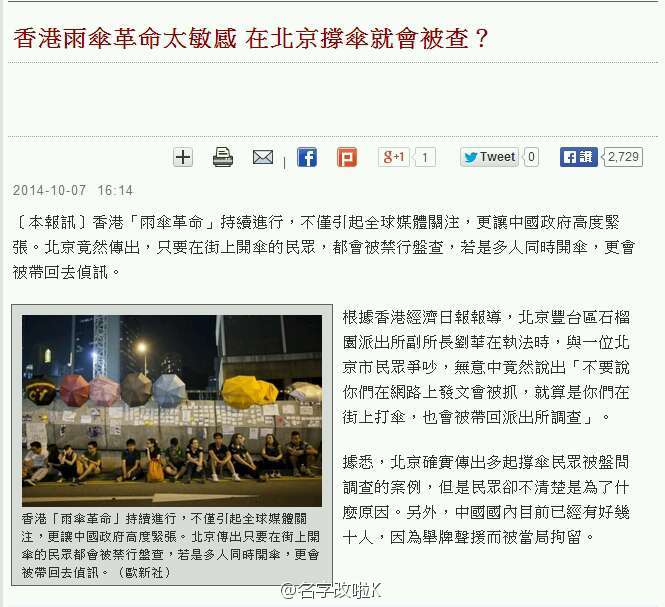 香港雨傘革命太敏感 在北京撐傘就會被查？
g+1
1
Tweet
0
讚
2,729
2014-10-07 16:14
〔本報訊〕香港「雨傘革命」持續進行，不僅引起全球媒體關注，更讓中國政府高度緊
張。北京竟然傳出，只要在街上開傘的民眾，都會被禁行盤查，若是多人同時開傘，更會
被帶回去偵訊。
根據香港經濟日報報導，北京豐台區石榴
園派出所副所長劉華在執法時，與一位北
京市民眾爭吵，無意中竟然說出「不要說
你們在網路上發文會被抓，就算是你們在
街上打傘，也會被帶回派出所調查」。
據悉，北京確實傳出多起撐傘民眾被盤問
調查的案例，但是民眾卻不清楚是為了什
麼原因。另外，中國國內目前已經有好幾
十人，因為舉牌聲援而被當局拘留。
香港「雨傘革命」持續進行，不僅引起全球媒體關
注，更讓中國政府高度緊張。北京傳出只要在街上開
傘的民眾都會被禁行盤查，若是多人同時開傘，更會
被帶回去偵訊。（歐新社）
@名字改啦K